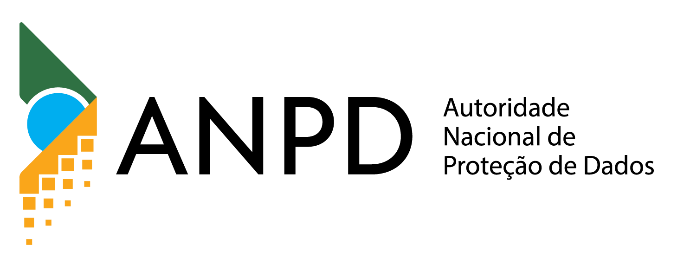 ANPD
Autoridade
Nacional de
Proteção de Dados